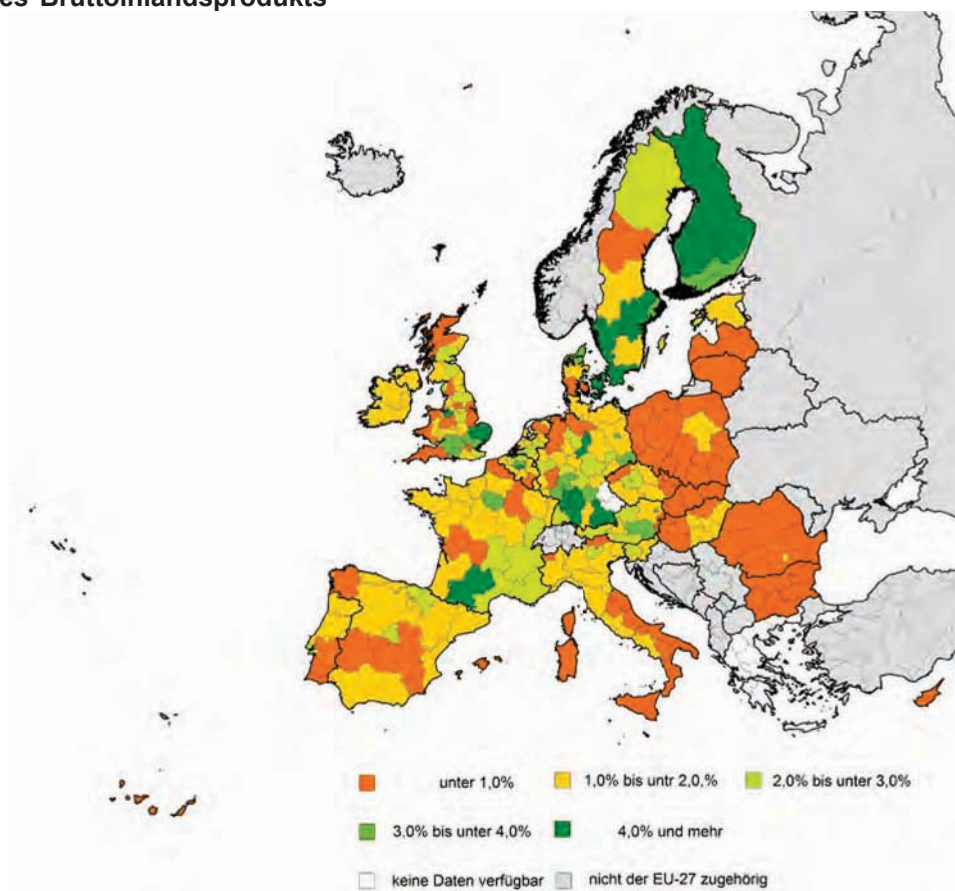 es Bruttoinlandsprodukts
unter 1,0%
1,0% bis untr 2,0,%
2,0% bis unter 3,0%
3,0% bis unter 4,0%
4,0% und mehr
keine Daten verfügbar
nicht der EU-27 zugehörig